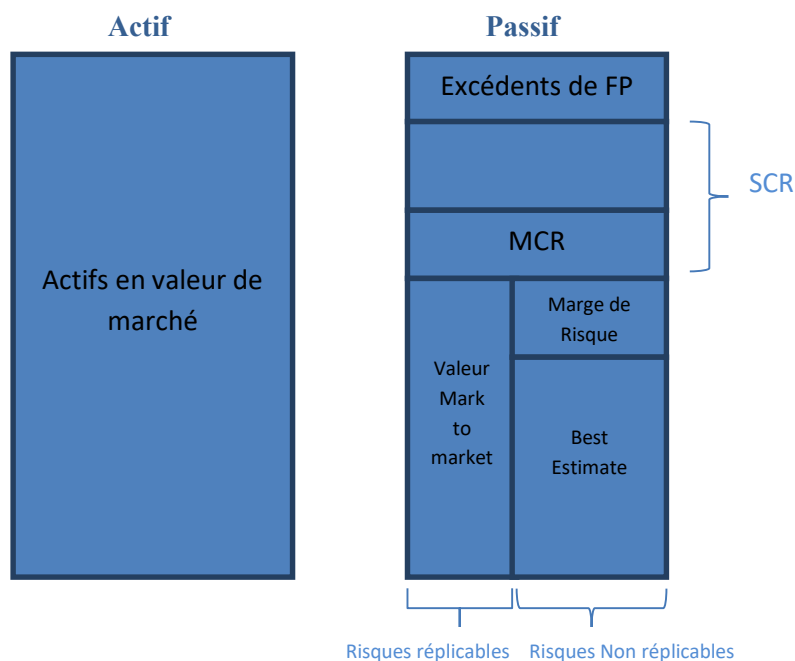 Actif
Passif
Excédents de FP
SCR
MCR
Actifs en valeur de
marché
Marge de
Risque
Valeur
Mark
to
market
Best
Estimate
Risques réplicables
Risques Non réplicables